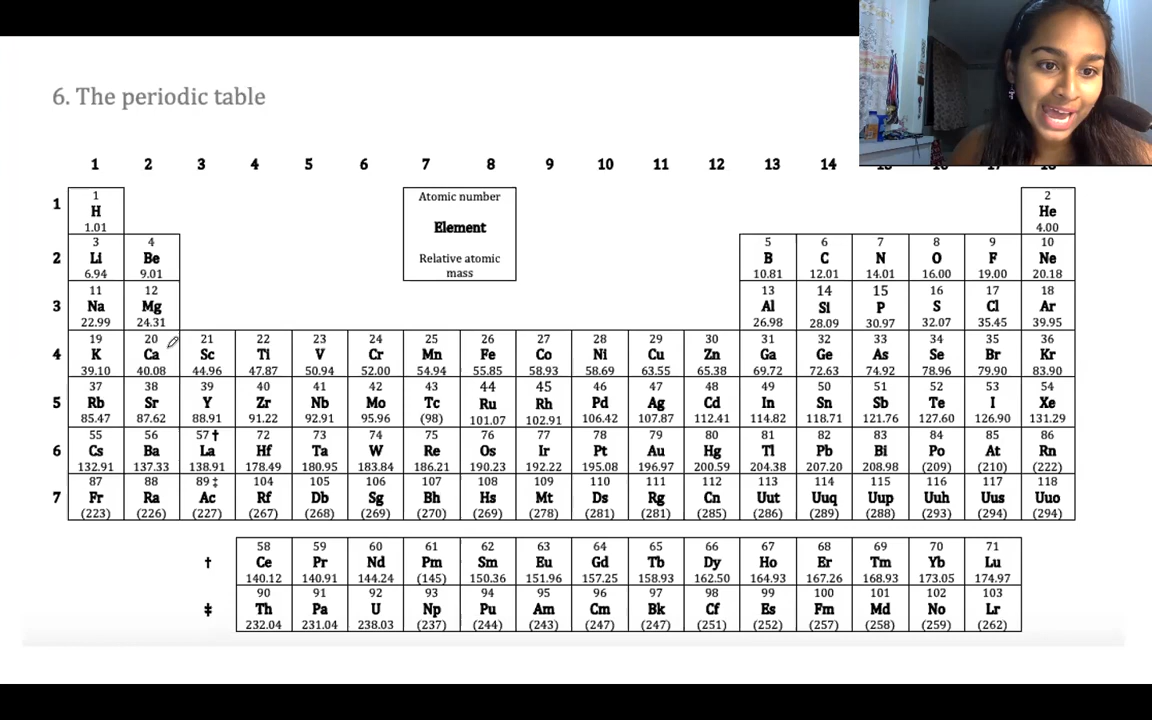 6. The periodic table
1 2 3 4 5 6 7 8 9 10 11 12 13 14
1 1 Atomic number 2
H Element He
1.01 Relative atomic mass 4.00
2 3 4 5 6 7 8 9 10
Li Be B C N O F Ne
6.94 9.01 10.81 12.01 14.01 16.00 19.00 20.18
3 11 12 13 14 15 16 17 18
Na Mg Al Si P S Cl Ar
22.99 24.31 26.98 28.09 30.97 32.07 35.45 39.95
4 19 20 21 22 23 24 25 26 27 28 29 30 31 32 33 34 35 36
K Ca Sc Ti V Cr Mn Fe Co Ni Cu Zn Ga Ge As Se Br Kr
39.10 40.08 44.96 47.87 50.94 52.00 54.94 55.85 58.93 58.69 63.55 65.38 69.72 72.63 74.92 78.96 79.90 83.90
5 37 38 39 40 41 42 43 44 45 46 47 48 49 50 51 52 53 54
Rb Sr Y Zr Nb Mo Tc Ru Rh Pd Ag Cd In Sn Sb Te I Xe
85.47 87.62 88.91 91.22 92.91 95.96 (98) 101.07 102.91 106.42 107.87 112.41 114.82 118.71 121.76 127.60 126.90 131.29
6 55 56 57 † 72 73 74 75 76 77 78 79 80 81 82 83 84 85 86
Cs Ba La Hf Ta W Re Os Ir Pt Au Hg Tl Pb Bi Po At Rn
132.91 137.33 138.91 178.49 180.95 183.84 186.21 190.23 192.22 195.08 196.97 200.59 204.38 207.20 208.98 (209) (210) (222)
7 87 88 89 ‡ 104 105 106 107 108 109 110 111 112 113 114 115 116 117 118
Fr Ra Ac Rf Db Sg Bh Hs Mt Ds Rg Cn Uut Uuq Uup Uuh Uus Uuo
(223) (226) (227) (267) (268) (269) (270) (269) (278) (281) (281) (285) (286) (289) (288) (293) (294) (294)
† 58 59 60 61 62 63 64 65 66 67 68 69 70 71
Ce Pr Nd Pm Sm Eu Gd Tb Dy Ho Er Tm Yb Lu
140.12 140.91 144.24 (145) 150.36 151.96 157.25 158.93 162.50 164.93 167.26 168.93 173.05 174.97
‡ 90 91 92 93 94 95 96 97 98 99 100 101 102 103
Th Pa U Np Pu Am Cm Bk Cf Es Fm Md No Lr
232.04 231.04 238.03 (237) (244) (243) (247) (247) (251) (252) (257) (258) (259) (262)